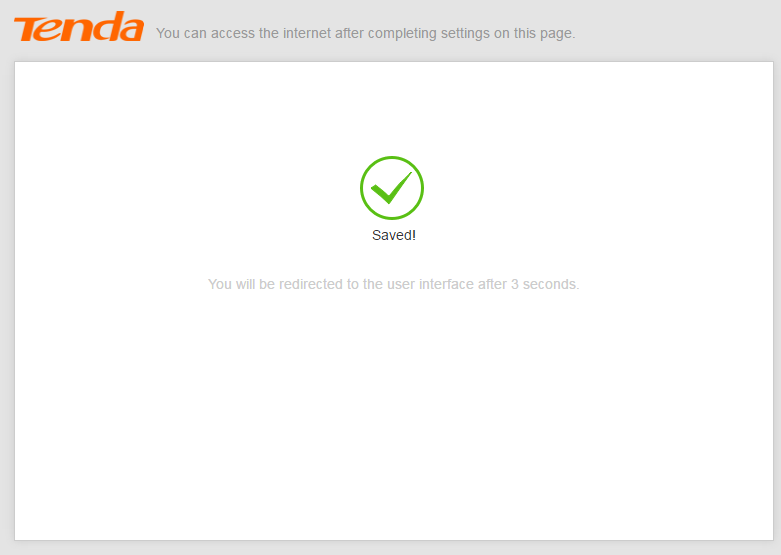 Tenda You can access the internet after completing settings on this page.
Saved!
You will be redirected to the user interface after 3 seconds.